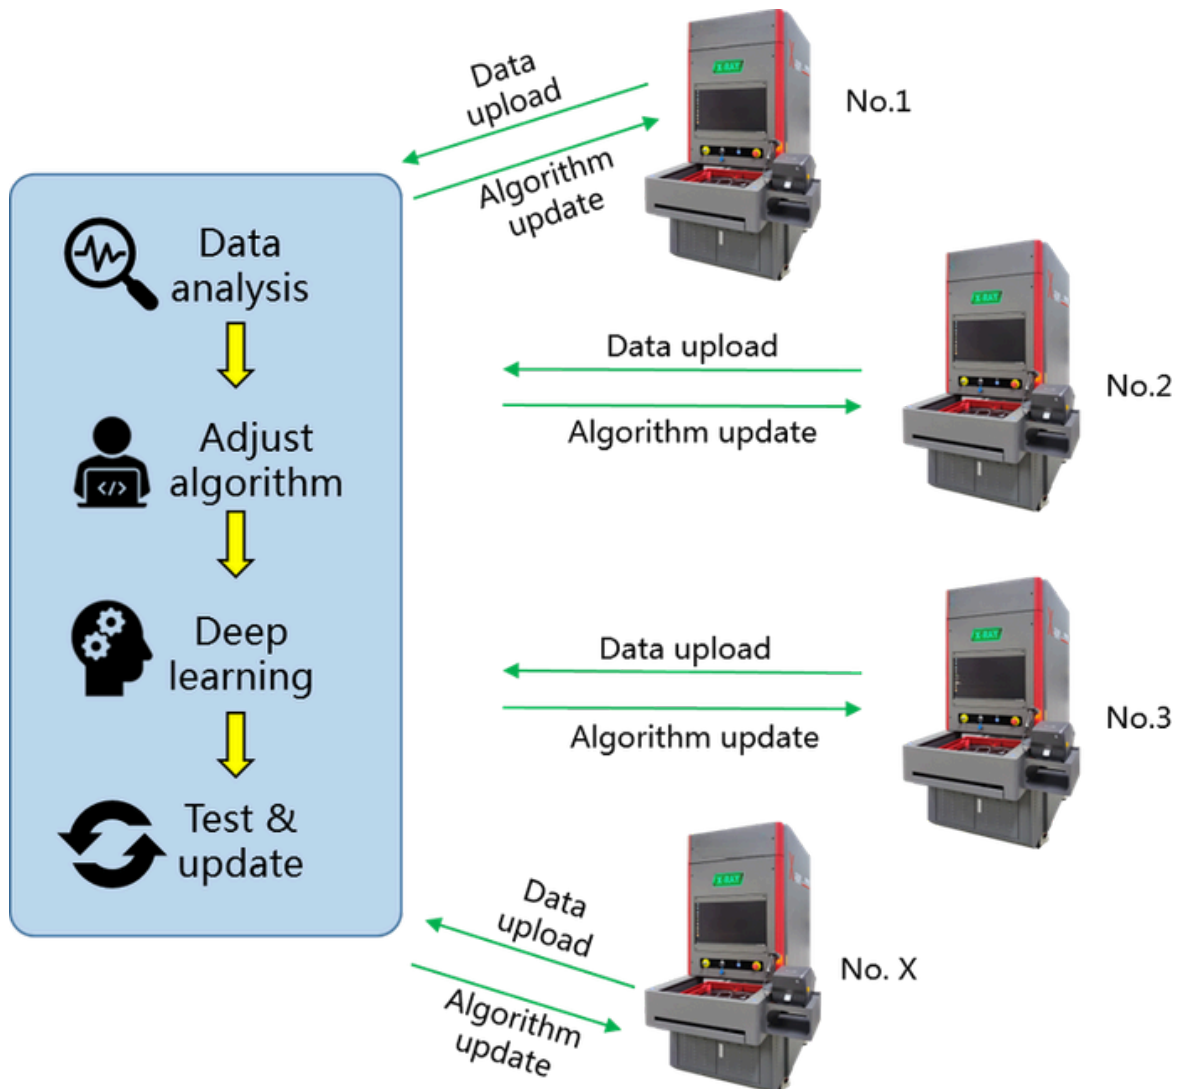 Data
upload
Algorithm
update
X-RAY
No.1
Data
analysis
Adjust
algorithm
</>
Deep
learning
Test &
update
Data upload
Algorithm update
X-RAY
No.2
Data upload
Algorithm update
X-RAY
No.3
Data
upload
Algorithm
update
X-RAY
No. X